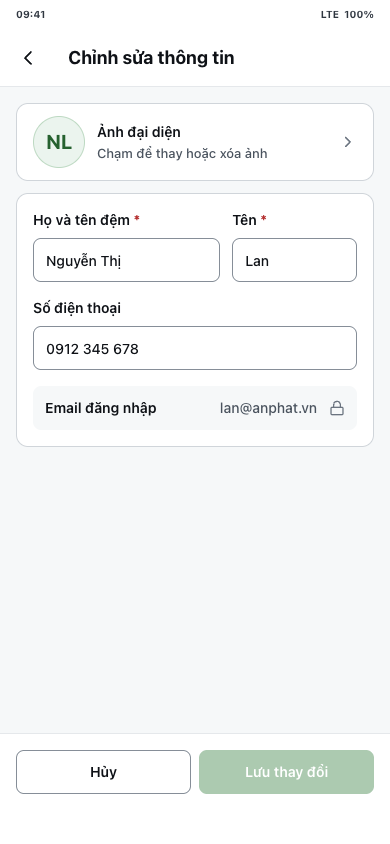 09:41 LTE 100%
Chỉnh sửa thông tin
NL
Ảnh đại diện
Chạm để thay hoặc xóa ảnh
Họ và tên đệm * Tên *
Nguyễn Thị Lan
Số điện thoại
0912 345 678
Email đăng nhập lan@anphat.vn
Hủy Lưu thay đổi